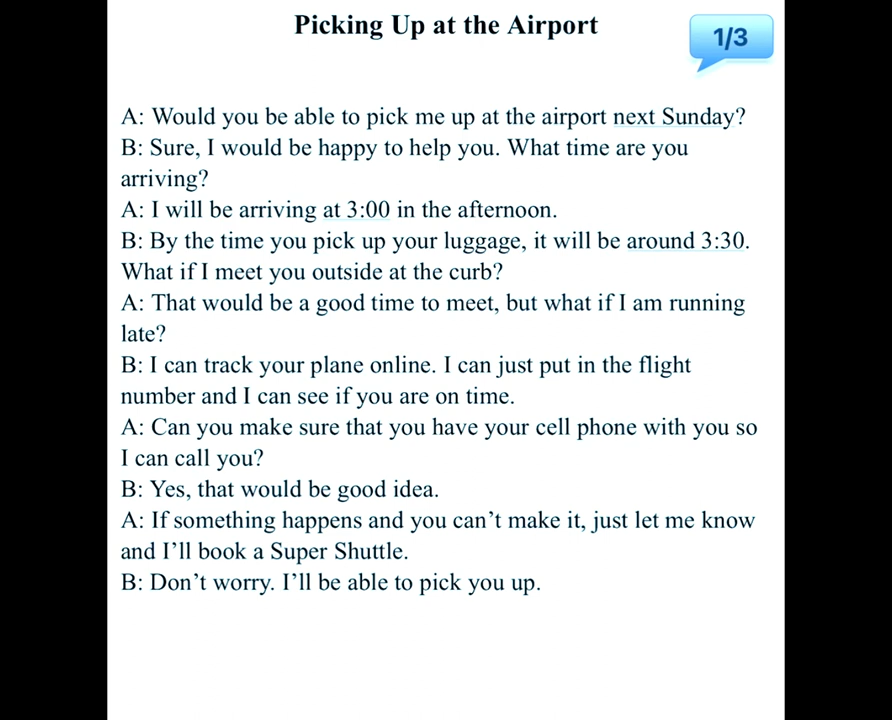 Picking Up at the Airport
1/3
A: Would you be able to pick me up at the airport next Sunday?
B: Sure, I would be happy to help you. What time are you
arriving?
A: I will be arriving at 3:00 in the afternoon.
B: By the time you pick up your luggage, it will be around 3:30.
What if I meet you outside at the curb?
A: That would be a good time to meet, but what if I am running
late?
B: I can track your plane online. I can just put in the flight
number and I can see if you are on time.
A: Can you make sure that you have your cell phone with you so
I can call you?
B: Yes, that would be good idea.
A: If something happens and you can’t make it, just let me know
and I’ll book a Super Shuttle.
B: Don’t worry. I’ll be able to pick you up.